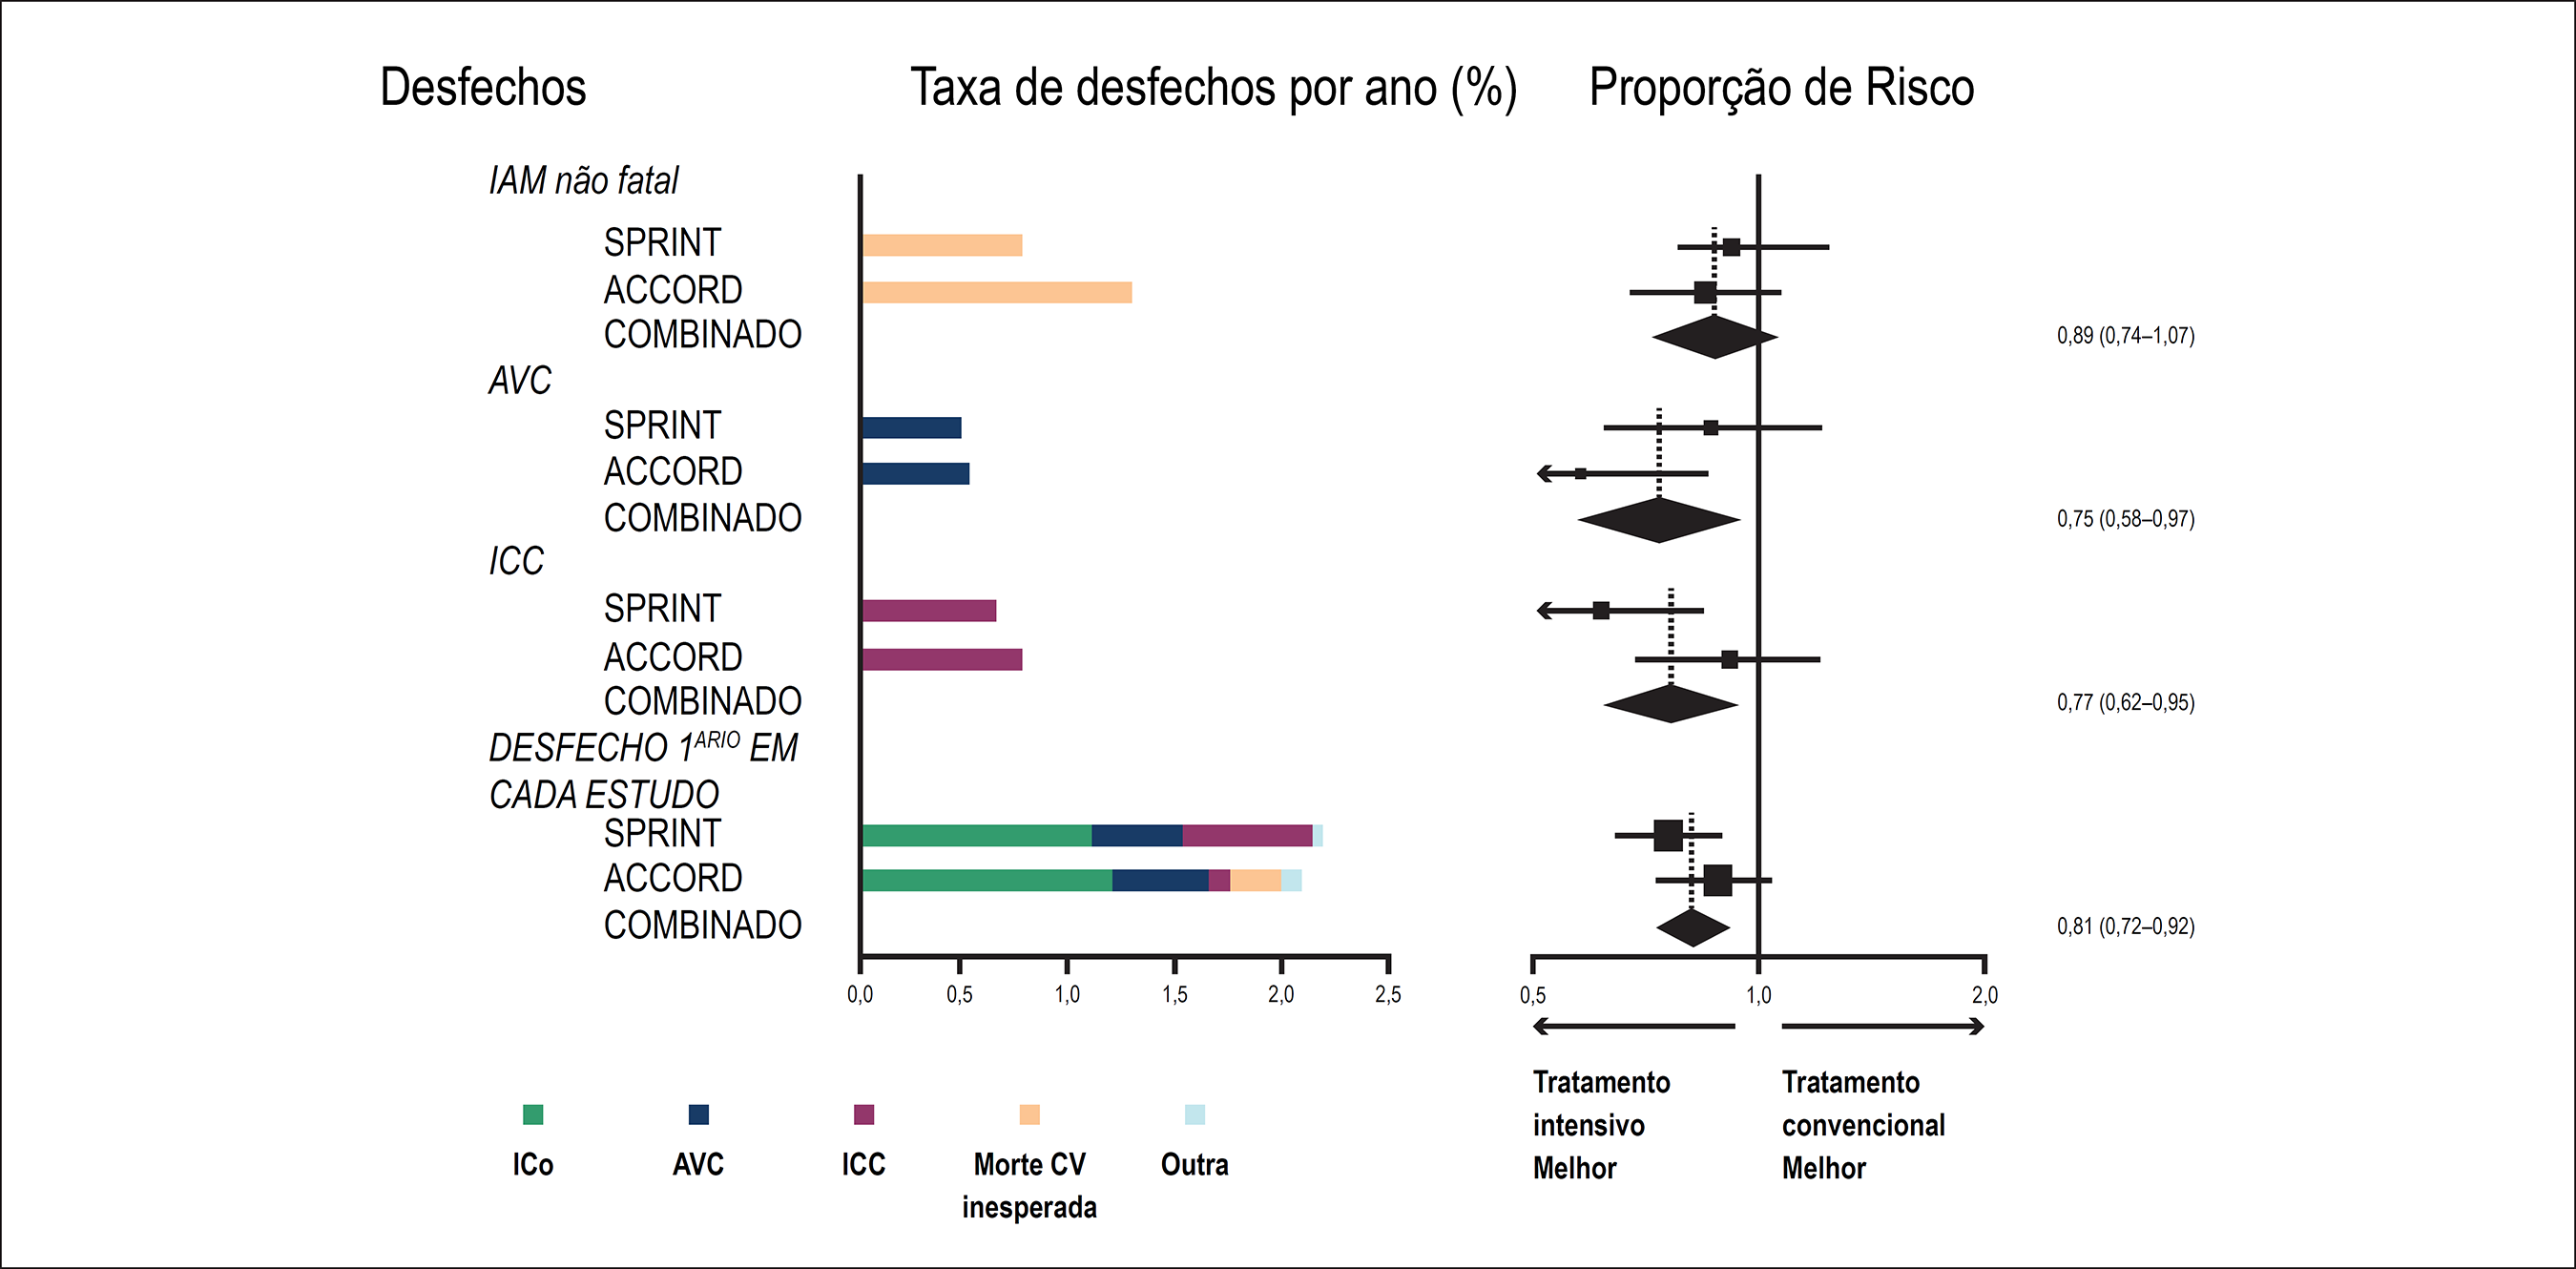 Desfechos
Taxa de desfechos por ano (%)
Proporção de Risco
IAM não fatal
SPRINT
ACCORD
COMBINADO
0,89 (0,74–1,07)
AVC
SPRINT
ACCORD
COMBINADO
0,75 (0,58–0,97)
ICC
SPRINT
ACCORD
COMBINADO
0,77 (0,62–0,95)
DESFECHO 1ARIO EM
CADA ESTUDO
SPRINT
ACCORD
COMBINADO
0,81 (0,72–0,92)
0,0 0,5 1,0 1,5 2,0 2,5
0,5 1,0 2,0
Tratamento
intensivo
Melhor
Tratamento
convencional
Melhor
ICo
AVC
ICC
Morte CV
inesperada
Outra